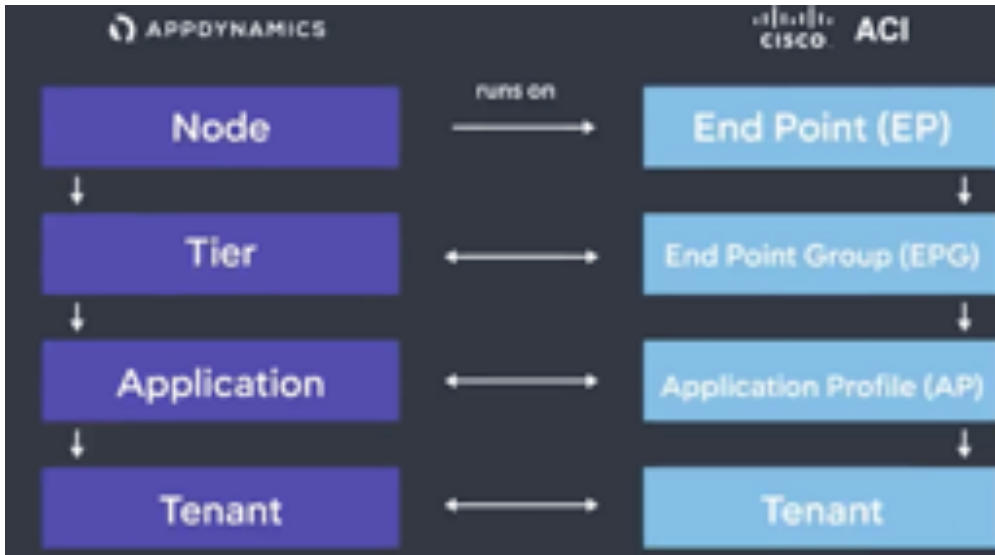 APPDYNAMICS
CISCO ACI
Node
runs on
End Point (EP)
Tier
End Point Group (EPG)
Application
Application Profile (AP)
Tenant
Tenant